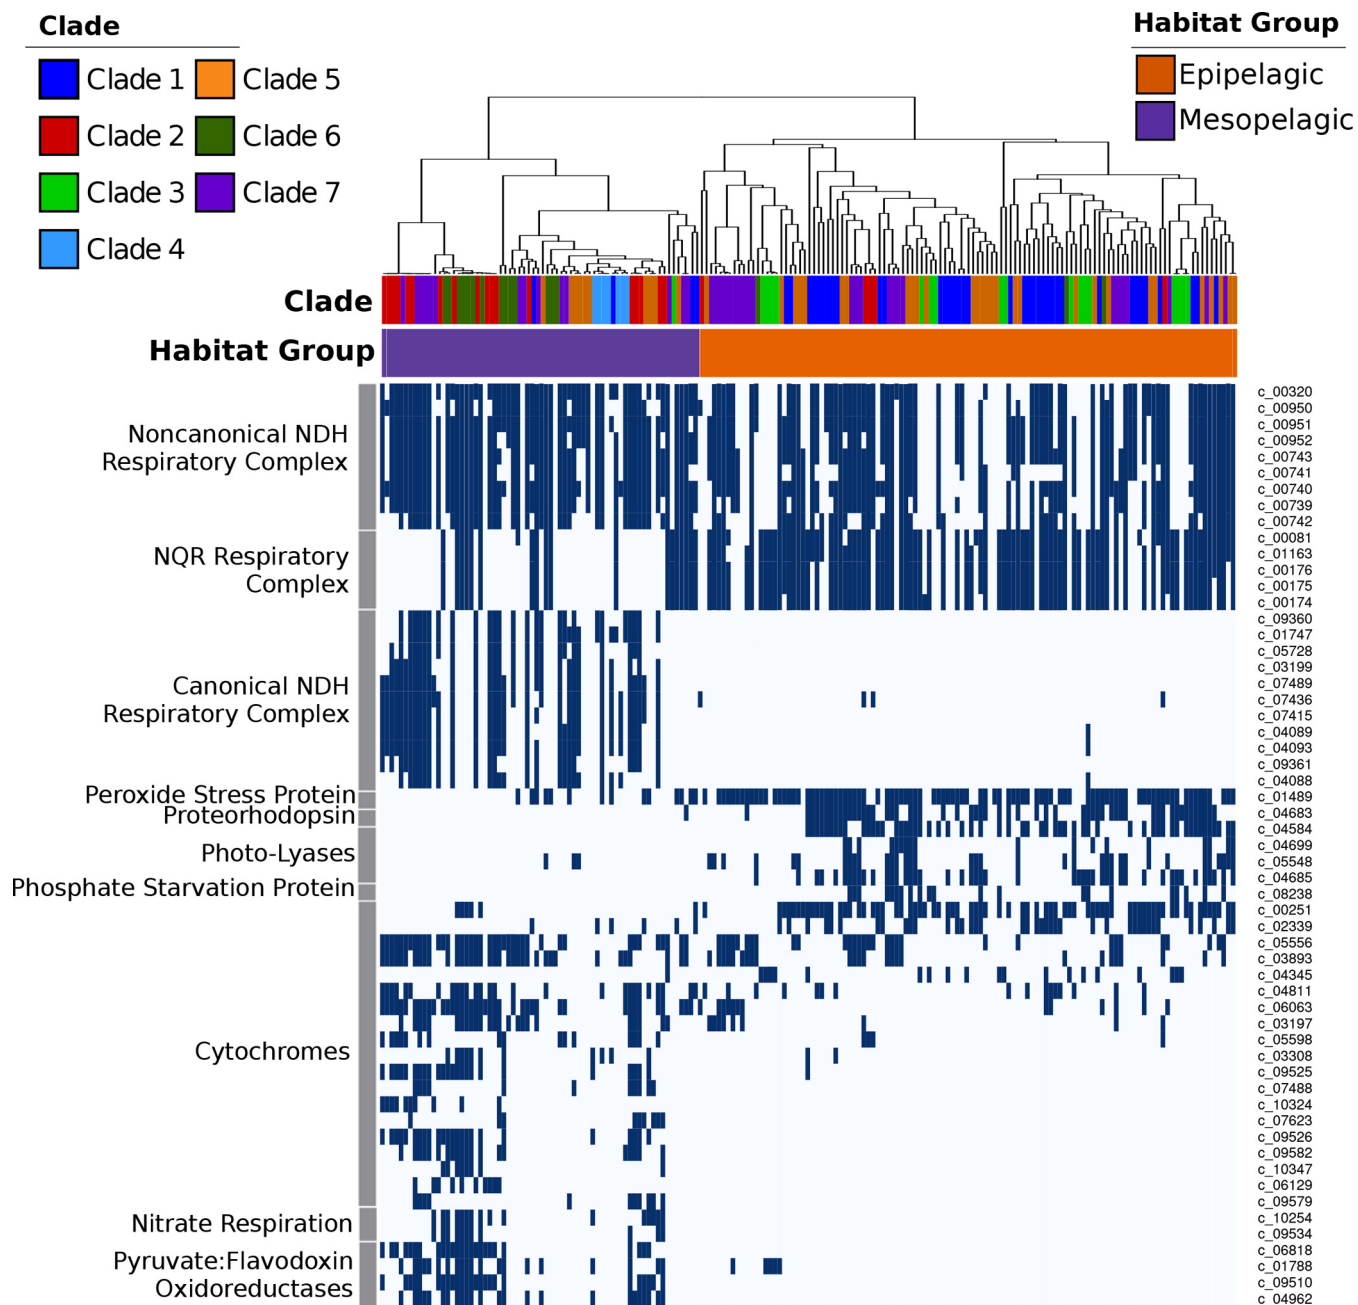 Clade
Clade 1
Clade 5
Clade 2
Clade 6
Clade 3
Clade 7
Clade 4
Habitat Group
Epipelagic
Mesopelagic
Clade
Habitat Group
Noncanonical NDH
Respiratory Complex
NQR Respiratory
Complex
Canonical NDH
Respiratory Complex
Peroxide Stress Protein
Proteorhodopsin
Photo-Lyases
Phosphate Starvation Protein
Cytochromes
Nitrate Respiration
Pyruvate:Flavodoxin
Oxidoreductases
c_00320
c_00950
c_00951
c_00952
c_00743
c_00741
c_00740
c_00739
c_00742
c_00081
c_01163
c_00176
c_00175
c_00174
c_09360
c_01747
c_05728
c_03199
c_07489
c_07436
c_07415
c_04089
c_04093
c_09361
c_04088
c_01489
c_04683
c_04584
c_04699
c_05548
c_04685
c_08238
c_00251
c_02339
c_05556
c_03893
c_04345
c_04811
c_06063
c_03197
c_05598
c_03308
c_09525
c_07488
c_10324
c_07623
c_09526
c_09582
c_10347
c_06129
c_09579
c_10254
c_09534
c_06818
c_01788
c_09510
c_04962